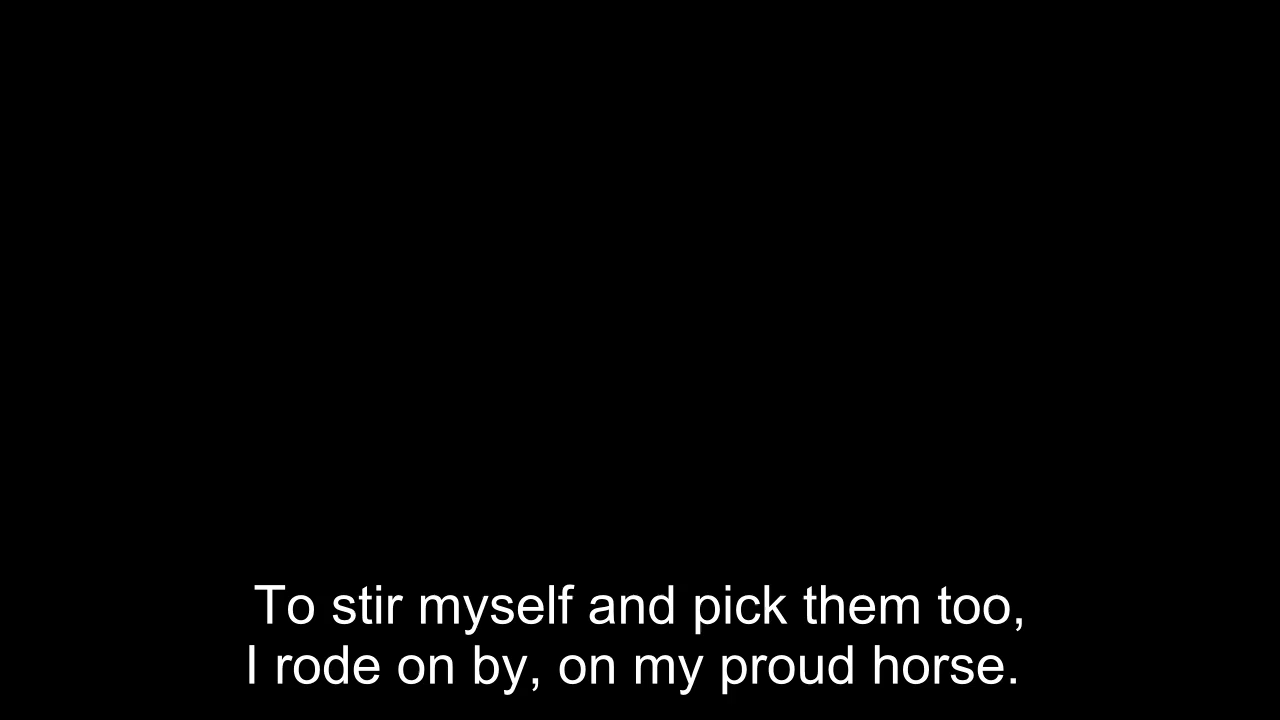 To stir myself and pick them too,
I rode on by, on my proud horse.